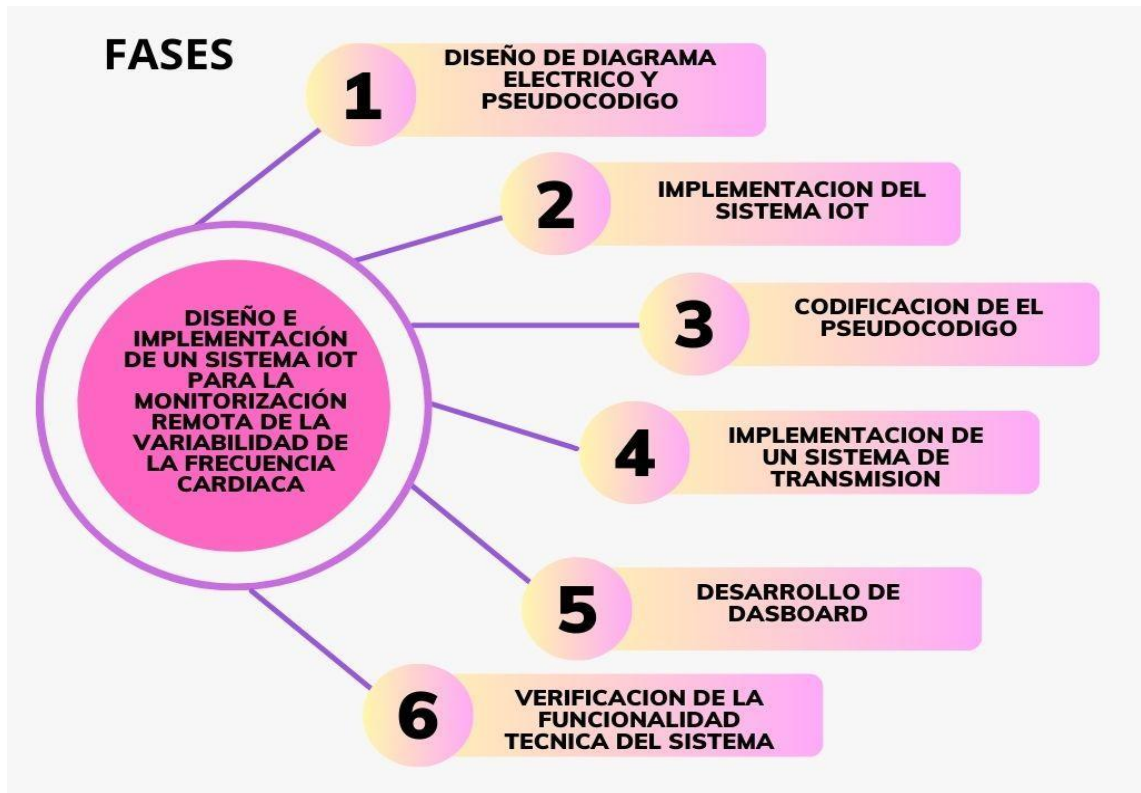 FASES
1
DISEÑO DE DIAGRAMA
ELECTRICO Y
PSEUDOCODIGO
2
IMPLEMENTACION DEL
SISTEMA IOT
3
CODIFICACION DE EL
PSEUDOCODIGO
DISEÑO E
IMPLEMENTACIÓN
DE UN SISTEMA IOT
PARA LA
MONITORIZACIÓN
REMOTA DE LA
VARIABILIDAD DE
LA FRECUENCIA
CARDIACA
4
IMPLEMENTACION DE
UN SISTEMA DE
TRANSMISION
5
DESARROLLO DE
DASBOARD
6
VERIFICACION DE LA
FUNCIONALIDAD
TECNICA DEL SISTEMA